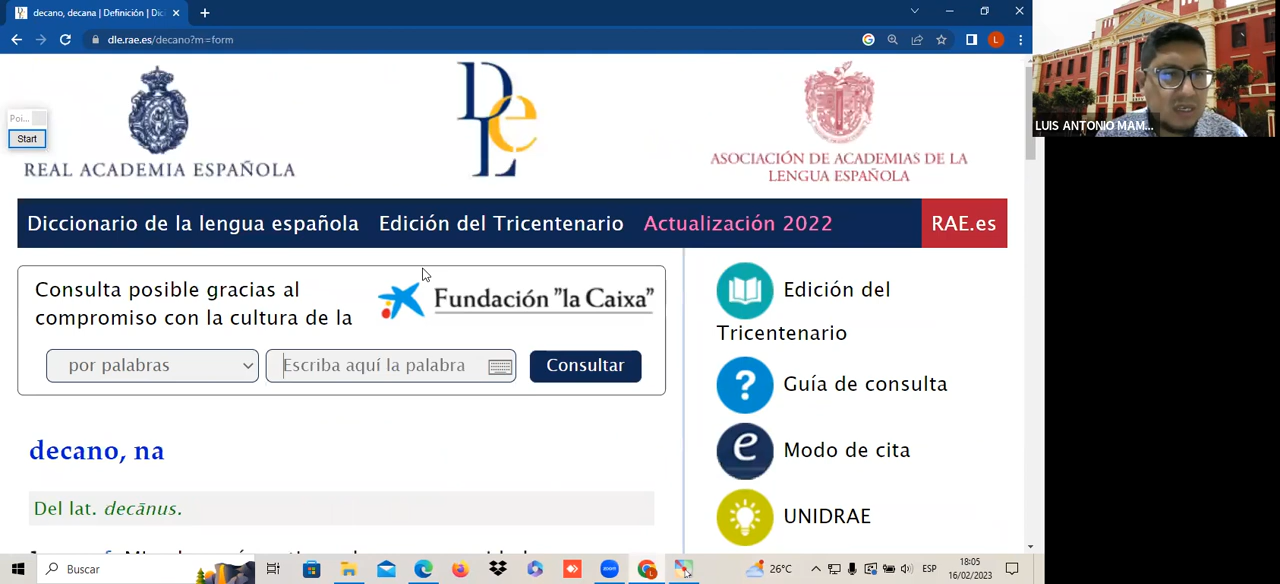 decano, decana | Definición | Dicc
dle.rae.es/decano?m=form
L
Poi...
Start
REAL ACADEMIA ESPAÑOLA
DLe
ASOCIACIÓN DE ACADEMIAS DE LA
LENGUA ESPAÑOLA
LUIS ANTONIO MAM...
Diccionario de la lengua española Edición del Tricentenario Actualización 2022 RAE.es
Consulta posible gracias al
compromiso con la cultura de la
Fundación "la Caixa"
por palabras Escriba aquí la palabra Consultar
Edición del
Tricentenario
Guía de consulta
Modo de cita
UNIDRAE
decano, na
Del lat. decānus.
Buscar
zoom
26°C
ESP
18:05
16/02/2023